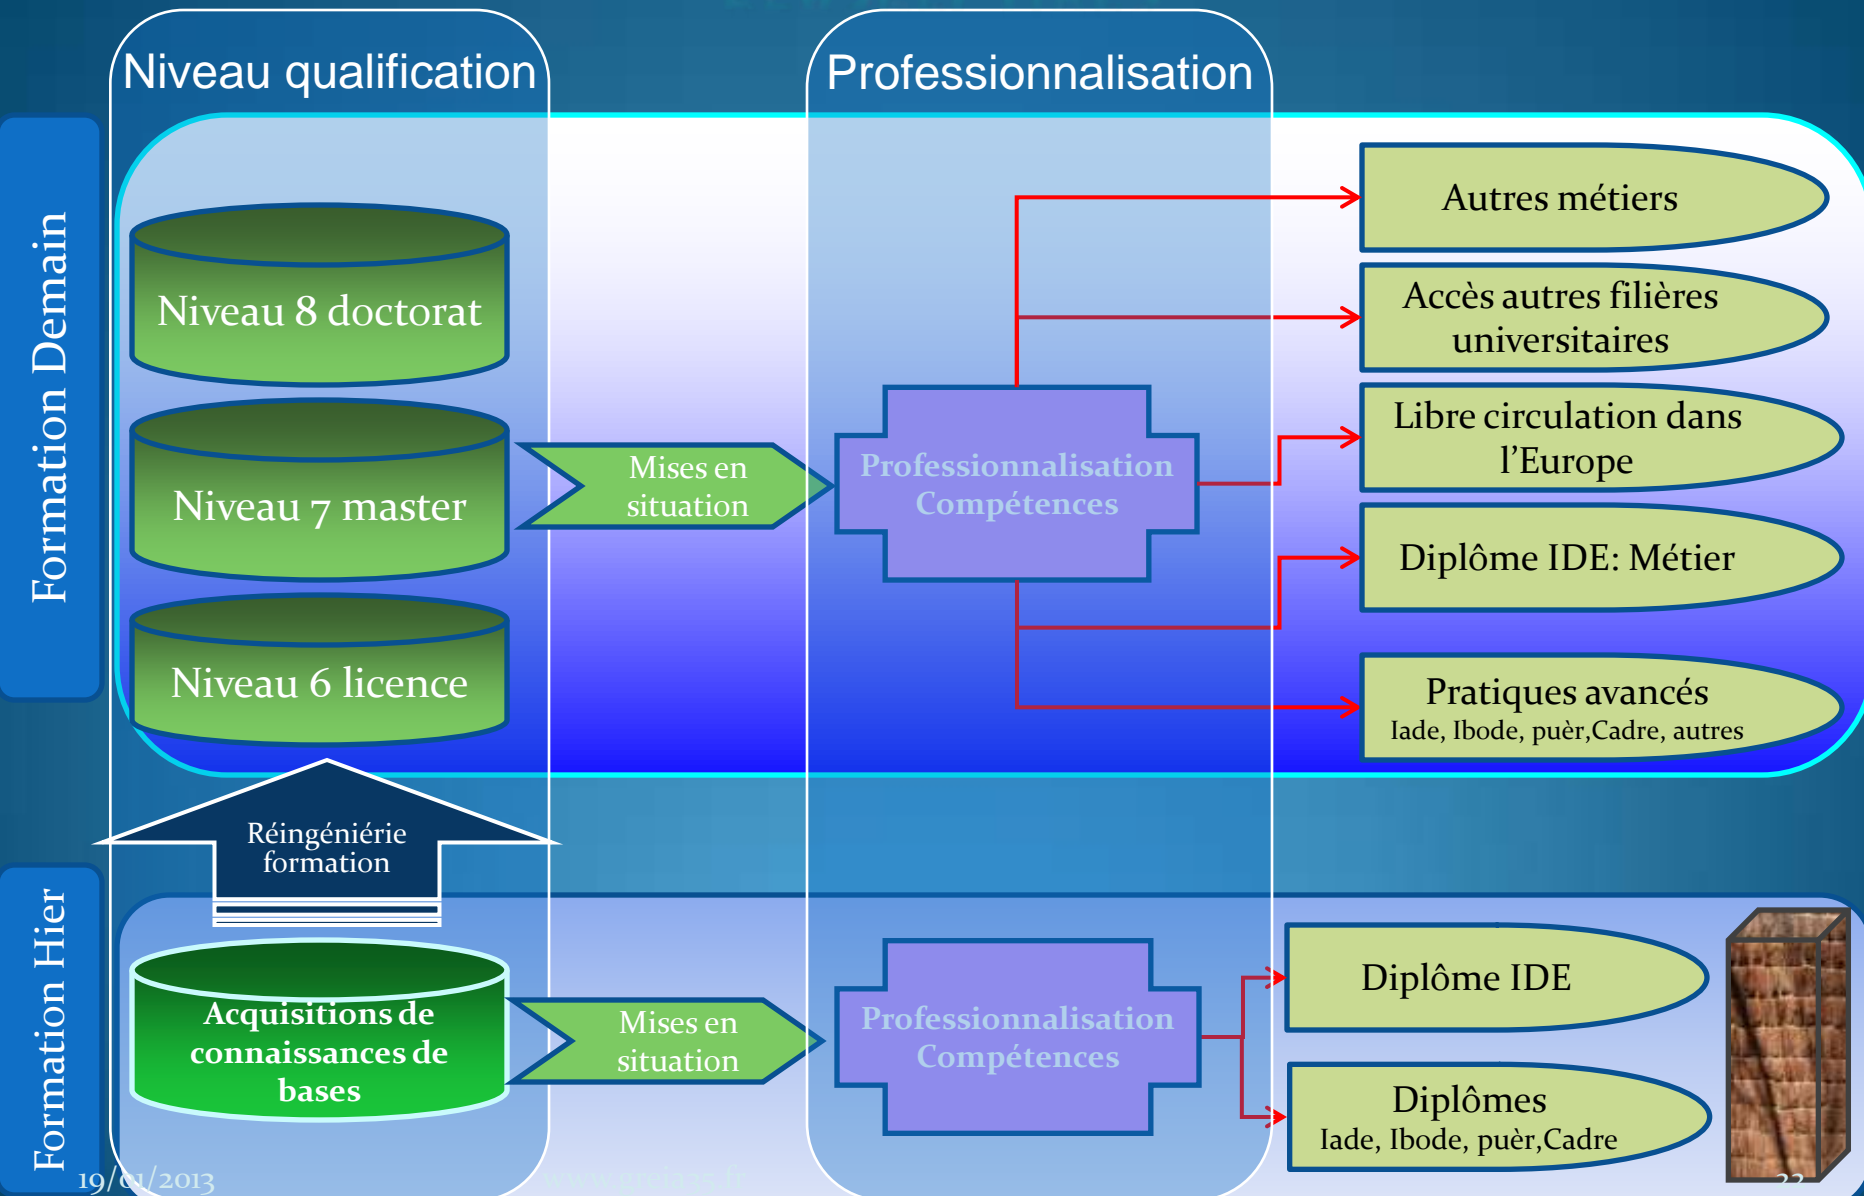 Niveau qualification
Professionnalisation
Formation Demain
Niveau 8 doctorat
Niveau 7 master
Niveau 6 licence
Mises en
situation
Professionnalisation
Compétences
Autres métiers
Accès autres filières
universitaires
Libre circulation dans
l’Europe
Diplôme IDE: Métier
Pratiques avancés
Iade, Ibode, puèr,Cadre, autres
Réingéniérie
formation
Formation Hier
Acquisitions de
connaissances de
bases
Mises en
situation
Professionnalisation
Compétences
Diplôme IDE
Diplômes
Iade, Ibode, puèr,Cadre
19/01/2013
22